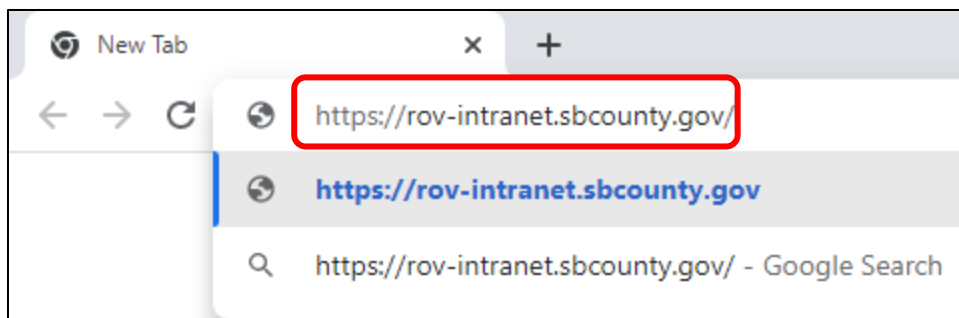 New Tab
https://rov-intranet.sbcounty.gov/
https://rov-intranet.sbcounty.gov
https://rov-intranet.sbcounty.gov/ - Google Search